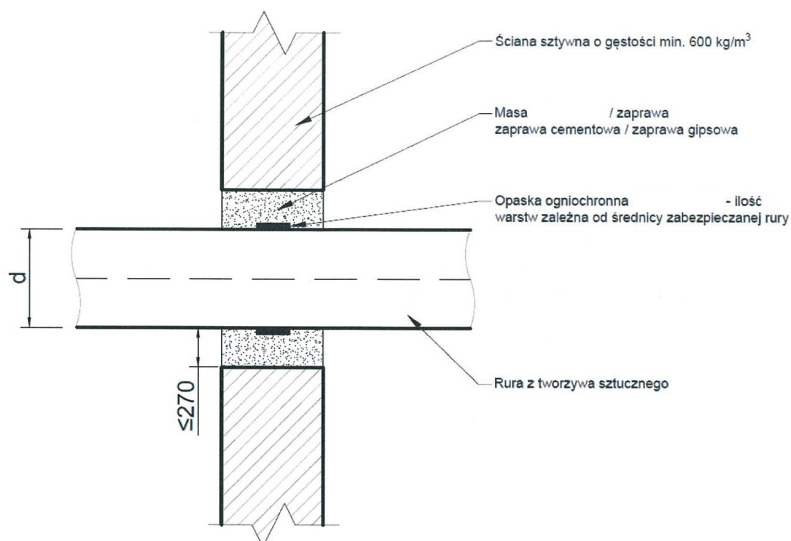 Ściana sztywna o gęstości min. 600 kg/m³
Masa / zaprawa
zaprawa cementowa / zaprawa gipsowa
Opaska ogniochronna - ilość
warstw zależna od średnicy zabezpieczanej rury
d
≤270
Rura z tworzywa sztucznego